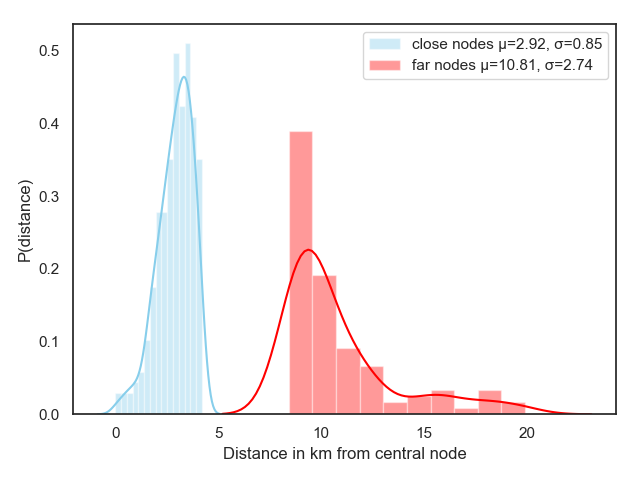 close nodes μ=2.92, σ=0.85
far nodes μ=10.81, σ=2.74
P(distance)
0.5
0.4
0.3
0.2
0.1
0.0
0 5 10 15 20
Distance in km from central node